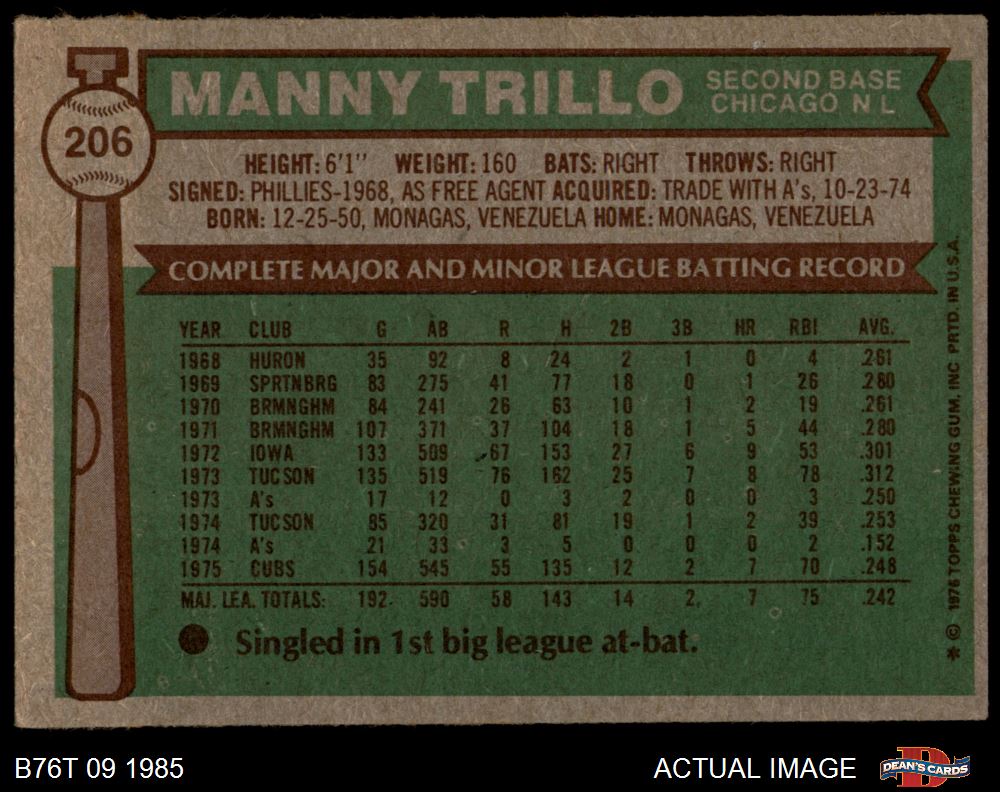 MANNY TRILLO
SECOND BASE
CHICAGO N L
206
HEIGHT: 6'1" WEIGHT: 160 BATS: RIGHT THROWS: RIGHT
SIGNED: PHILLIES-1968, AS FREE AGENT ACQUIRED: TRADE WITH A's, 10-23-74
BORN: 12-25-50, MONAGAS, VENEZUELA HOME: MONAGAS, VENEZUELA
COMPLETE MAJOR AND MINOR LEAGUE BATTING RECORD
YEAR CLUB G AB R H 2B 3B HR RBI AVG.
1968 HURON 35 92 8 24 2 1 0 4 .261
1969 SPRTNBRG 83 275 41 77 18 0 1 26 .280
1970 BRMNGHM 84 241 26 63 10 1 2 19 .261
1971 BRMNGHM 107 371 37 104 18 1 5 44 .280
1972 IOWA 133 509 67 153 27 6 9 53 .301
1973 TUCSON 135 519 76 162 25 7 8 78 .312
1973 A's 17 12 0 3 2 0 0 3 .250
1974 TUCSON 85 320 31 81 19 1 2 39 .253
1974 A's 21 33 3 5 0 0 0 2 .152
1975 CUBS 154 545 55 135 12 2 7 70 .248
MAJ. LEA. TOTALS: 192 590 58 143 14 2 7 75 .242
Singled in 1st big league at-bat.
* © 1976 TOPPS CHEWING GUM, INC PRTD. IN U.S.A.
B76T 09 1985
ACTUAL IMAGE
D
DEAN'S CARDS